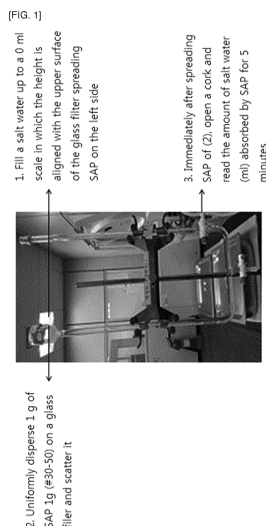 [FIG. 1]
1. Fill a salt water up to a 0 ml
scale in which the height is
aligned with the upper surface
of the glass filter spreading
SAP on the left side
2. Uniformly disperse 1 g of
SAP 1g (#30-50) on a glass
filer and scatter it
3. Immediately after spreading
SAP of (2), open a cork and
read the amount of salt water
(ml) absorbed by SAP for 5
minutes